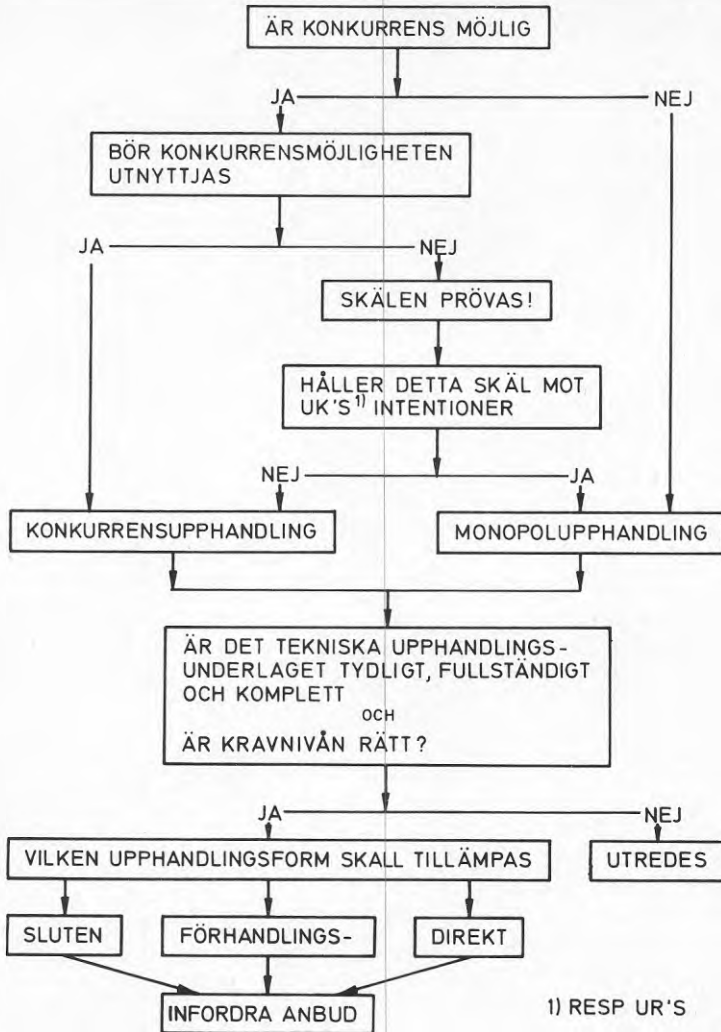 ÄR KONKURRENS MÖJLIG
JA
NEJ
BÖR KONKURRENSMÖJLIGHETEN
UTNYTTJAS
JA
NEJ
SKÄLEN PRÖVAS!
HÅLLER DETTA SKÄL MOT
UK'S 1) INTENTIONER
NEJ
JA
KONKURRENSUPPHANDLING
MONOPOLUPPHANDLING
ÄR DET TEKNISKA UPPHANDLINGS-
UNDERLAGET TYDLIGT, FULLSTÄNDIGT
OCH KOMPLETT
OCH
ÄR KRAVNIVÅN RÄTT?
JA
NEJ
VILKEN UPPHANDLINGSFORM SKALL TILLÄMPAS
UTREDES
SLUTEN
FÖRHANDLINGS-
DIREKT
INFORDRA ANBUD
1) RESP UR'S